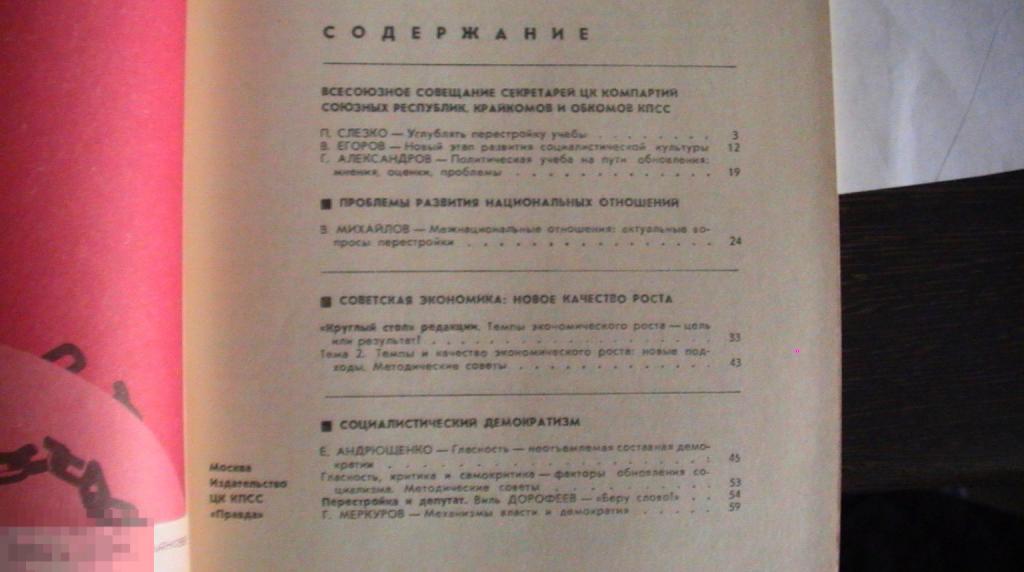 СОДЕРЖАНИЕ
ВСЕСОЮЗНОЕ СОВЕЩАНИЕ СЕКРЕТАРЕЙ ЦК КОМПАРТИЙ
СОЮЗНЫХ РЕСПУБЛИК, КРАЙКОМОВ И ОБКОМОВ КПСС
П. СЛЕЗКО — Углублять перестройку учебы . . . . . . . . 3
В. ЕГОРОВ — Новый этап развития социалистической культуры 12
Г. АЛЕКСАНДРОВ — Политическая учеба на пути обновления:
мнения, оценки, проблемы . . . . . . . . . . . . 19
■ ПРОБЛЕМЫ РАЗВИТИЯ НАЦИОНАЛЬНЫХ ОТНОШЕНИЙ
В. МИХАЙЛОВ — Межнациональные отношения: актуальные во-
просы перестройки . . . . . . . . . . . . . . . 24
■ СОВЕТСКАЯ ЭКОНОМИКА: НОВОЕ КАЧЕСТВО РОСТА
«Круглый стол» редакции. Темпы экономического роста — цель
или результат? . . . . . . . . . . . . . . . . . 33
Тема 2. Темпы и качество экономического роста: новые под-
ходы. Методические советы . . . . . . . . . . . . 43
■ СОЦИАЛИСТИЧЕСКИЙ ДЕМОКРАТИЗМ
Е. АНДРЮЩЕНКО — Гласность — неотъемлемая составная демо-
кратии . . . . . . . . . . . . . . . . . . . . 45
Гласность, критика и самокритика — факторы обновления со-
циализма. Методические советы . . . . . . . . . . 53
Перестройка и депутат. Виль ДОРОФЕЕВ — «Беру слово!» . . 54
Г. МЕРКУРОВ — Механизмы власти и демократия . . . . . 59
Москва
Издательство
ЦК КПСС
«Правда»